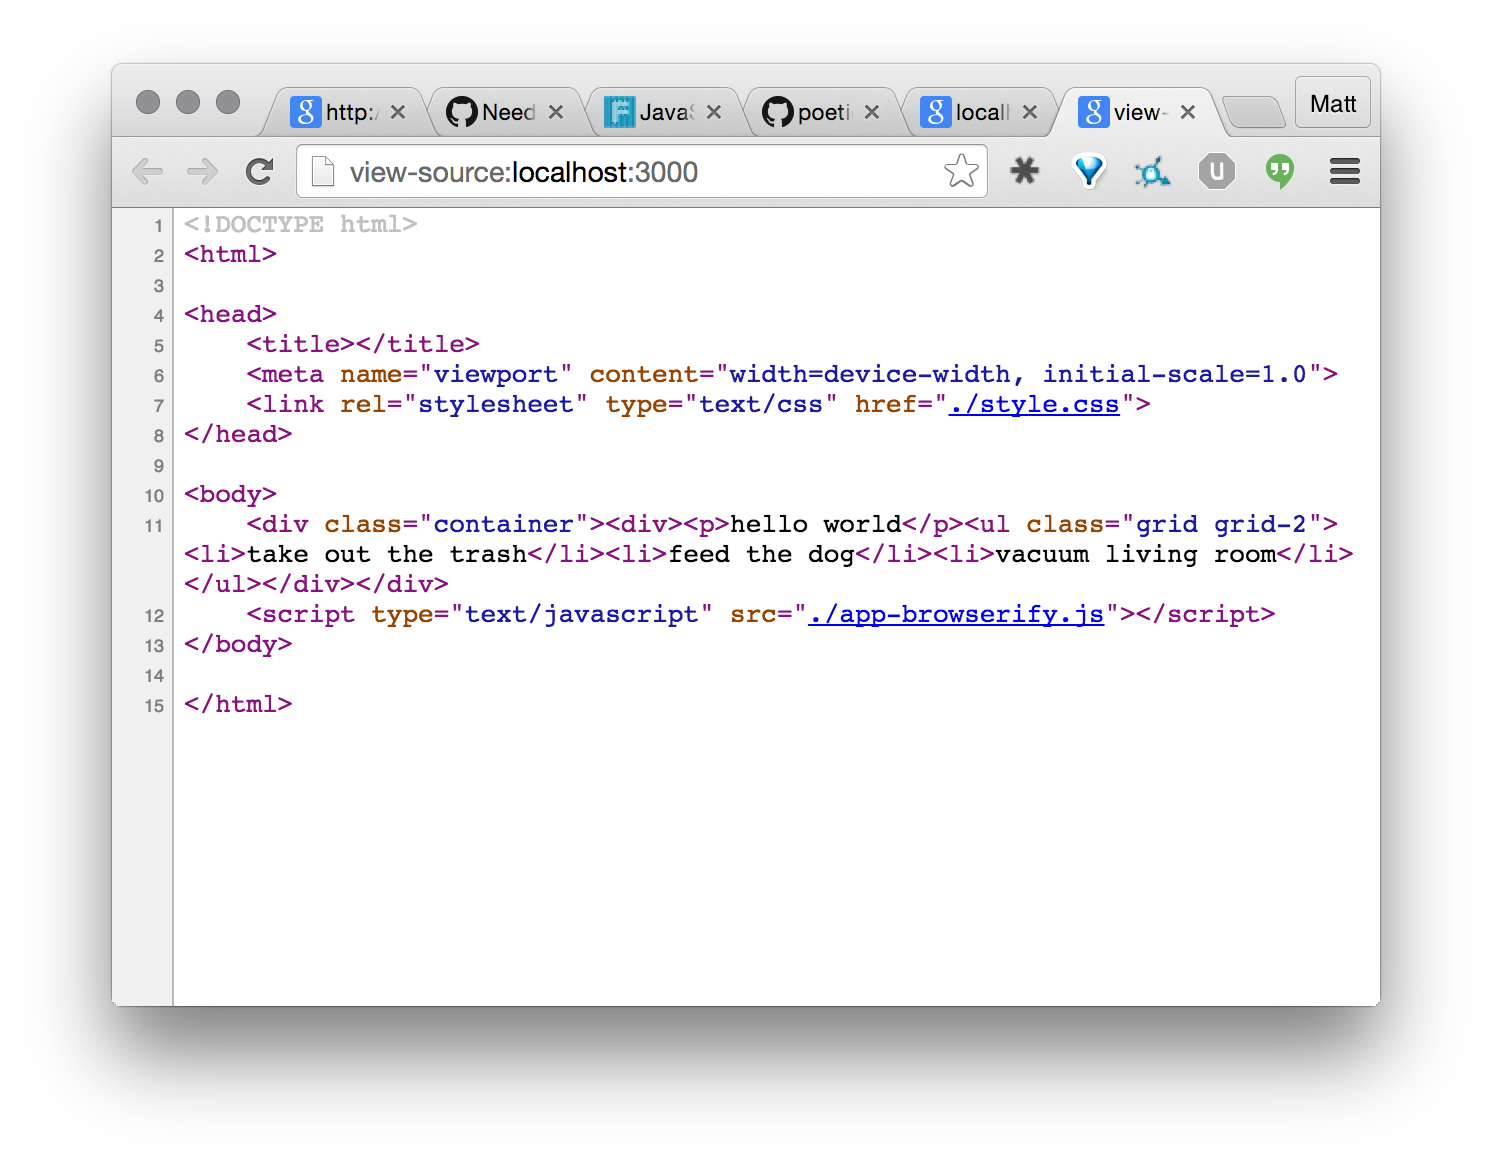 http:/ Need JavaS poeti local view- Matt
view-source:localhost:3000
1 <!DOCTYPE html>
2 <html>
3
4 <head>
5     <title></title>
6     <meta name="viewport" content="width=device-width, initial-scale=1.0">
7     <link rel="stylesheet" type="text/css" href="./style.css">
8 </head>
9
10 <body>
11     <div class="container"><div><p>hello world</p><ul class="grid grid-2">
<li>take out the trash</li><li>feed the dog</li><li>vacuum living room</li>
</ul></div></div>
12     <script type="text/javascript" src="./app-browserify.js"></script>
13 </body>
14
15 </html>